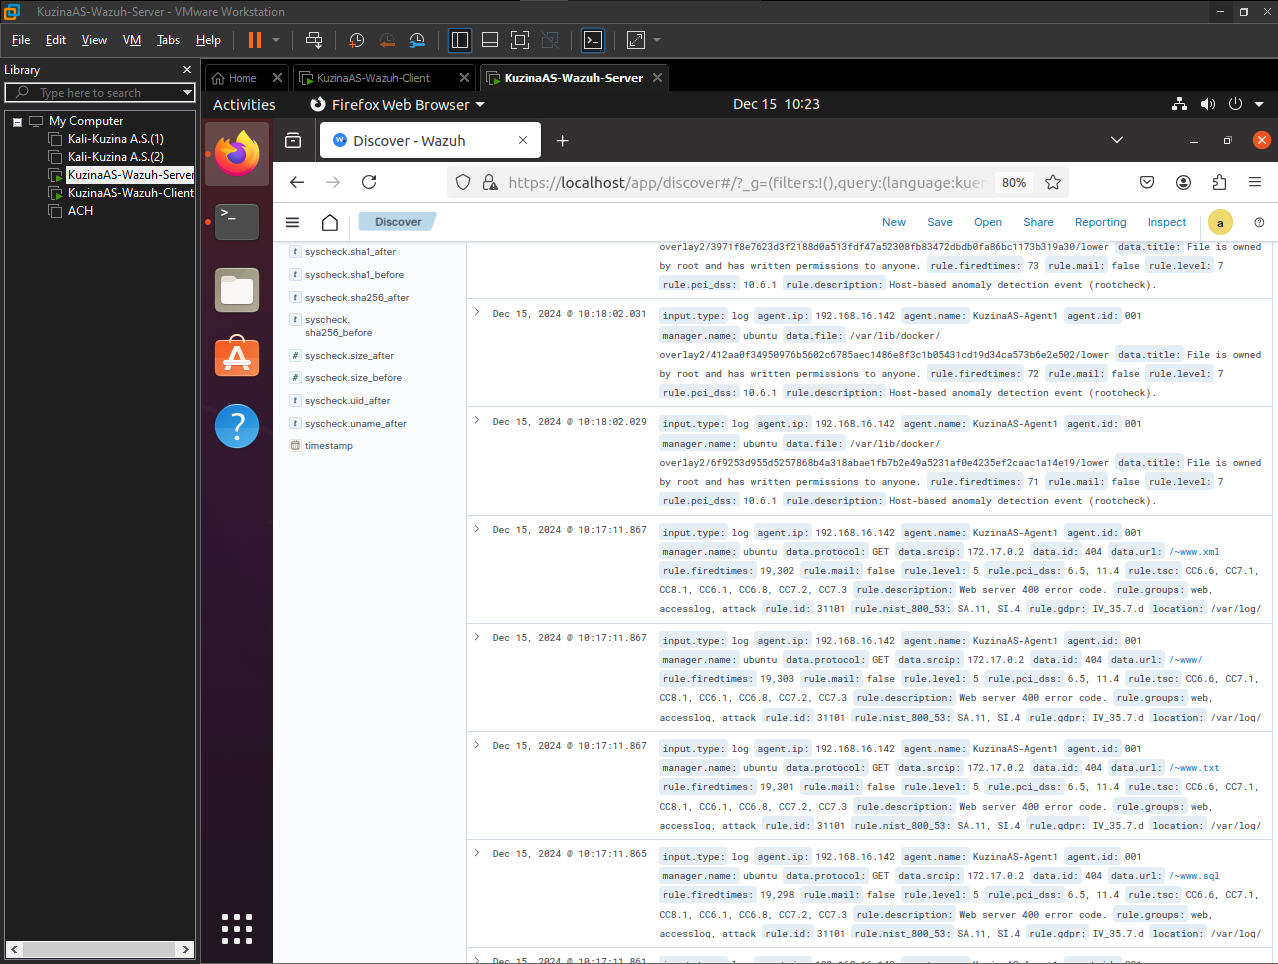 KuzinaAS-Wazuh-Server - VMware Workstation
File Edit View VM Tabs Help
Library
Type here to search
My Computer
Kali-Kuzina A.S.(1)
Kali-Kuzina A.S.(2)
KuzinaAS-Wazuh-Server
KuzinaAS-Wazuh-Client
ACH
Home KuzinaAS-Wazuh-Client KuzinaAS-Wazuh-Server
Activities Firefox Web Browser Dec 15 10:23
Discover - Wazuh
https://localhost/app/discover#/?_g=(filters:!(),query:(language:kuer 80%
Discover New Save Open Share Reporting Inspect a
syscheck.sha1_after
syscheck.sha1_before
syscheck.sha256_after
syscheck.
sha256_before
syscheck.size_after
syscheck.size_before
syscheck.uid_after
syscheck.uname_after
timestamp
overlay2/3971f8e7623d3f2188d0a513fdf47a52308fb83472dbdb0fa86bc1173b319a30/lower data.title: File is owned
by root and has written permissions to anyone. rule.firedtimes: 73 rule.mail: false rule.level: 7
rule.pci_dss: 10.6.1 rule.description: Host-based anomaly detection event (rootcheck).
Dec 15, 2024 @ 10:18:02.031 input.type: log agent.ip: 192.168.16.142 agent.name: KuzinaAS-Agent1 agent.id: 001
manager.name: ubuntu data.file: /var/lib/docker/
overlay2/412aa0f34950976b5602c6785aec1486e8f3c1b05431cd19d34ca573b6e2e502/lower data.title: File is owned
by root and has written permissions to anyone. rule.firedtimes: 72 rule.mail: false rule.level: 7
rule.pci_dss: 10.6.1 rule.description: Host-based anomaly detection event (rootcheck).
Dec 15, 2024 @ 10:18:02.029 input.type: log agent.ip: 192.168.16.142 agent.name: KuzinaAS-Agent1 agent.id: 001
manager.name: ubuntu data.file: /var/lib/docker/
overlay2/6f9253d955d5257868b4a318abae1fb7b2e49a5231af0e4235ef2caac1a14e19/lower data.title: File is owned
by root and has written permissions to anyone. rule.firedtimes: 71 rule.mail: false rule.level: 7
rule.pci_dss: 10.6.1 rule.description: Host-based anomaly detection event (rootcheck).
Dec 15, 2024 @ 10:17:11.867 input.type: log agent.ip: 192.168.16.142 agent.name: KuzinaAS-Agent1 agent.id: 001
manager.name: ubuntu data.protocol: GET data.srcip: 172.17.0.2 data.id: 404 data.url: /~www.xml
rule.firedtimes: 19,302 rule.mail: false rule.level: 5 rule.pci_dss: 6.5, 11.4 rule.tsc: CC6.6, CC7.1,
CC8.1, CC6.1, CC6.8, CC7.2, CC7.3 rule.description: Web server 400 error code. rule.groups: web,
accesslog, attack rule.id: 31101 rule.nist_800_53: SA.11, SI.4 rule.gdpr: IV_35.7.d location: /var/log/
Dec 15, 2024 @ 10:17:11.867 input.type: log agent.ip: 192.168.16.142 agent.name: KuzinaAS-Agent1 agent.id: 001
manager.name: ubuntu data.protocol: GET data.srcip: 172.17.0.2 data.id: 404 data.url: /~www/
rule.firedtimes: 19,303 rule.mail: false rule.level: 5 rule.pci_dss: 6.5, 11.4 rule.tsc: CC6.6, CC7.1,
CC8.1, CC6.1, CC6.8, CC7.2, CC7.3 rule.description: Web server 400 error code. rule.groups: web,
accesslog, attack rule.id: 31101 rule.nist_800_53: SA.11, SI.4 rule.gdpr: IV_35.7.d location: /var/log/
Dec 15, 2024 @ 10:17:11.867 input.type: log agent.ip: 192.168.16.142 agent.name: KuzinaAS-Agent1 agent.id: 001
manager.name: ubuntu data.protocol: GET data.srcip: 172.17.0.2 data.id: 404 data.url: /~www.txt
rule.firedtimes: 19,301 rule.mail: false rule.level: 5 rule.pci_dss: 6.5, 11.4 rule.tsc: CC6.6, CC7.1,
CC8.1, CC6.1, CC6.8, CC7.2, CC7.3 rule.description: Web server 400 error code. rule.groups: web,
accesslog, attack rule.id: 31101 rule.nist_800_53: SA.11, SI.4 rule.gdpr: IV_35.7.d location: /var/log/
Dec 15, 2024 @ 10:17:11.865 input.type: log agent.ip: 192.168.16.142 agent.name: KuzinaAS-Agent1 agent.id: 001
manager.name: ubuntu data.protocol: GET data.srcip: 172.17.0.2 data.id: 404 data.url: /~www.sql
rule.firedtimes: 19,298 rule.mail: false rule.level: 5 rule.pci_dss: 6.5, 11.4 rule.tsc: CC6.6, CC7.1,
CC8.1, CC6.1, CC6.8, CC7.2, CC7.3 rule.description: Web server 400 error code. rule.groups: web,
accesslog, attack rule.id: 31101 rule.nist_800_53: SA.11, SI.4 rule.gdpr: IV_35.7.d location: /var/log/
Dec 15, 2024 @ 10:17:11.861